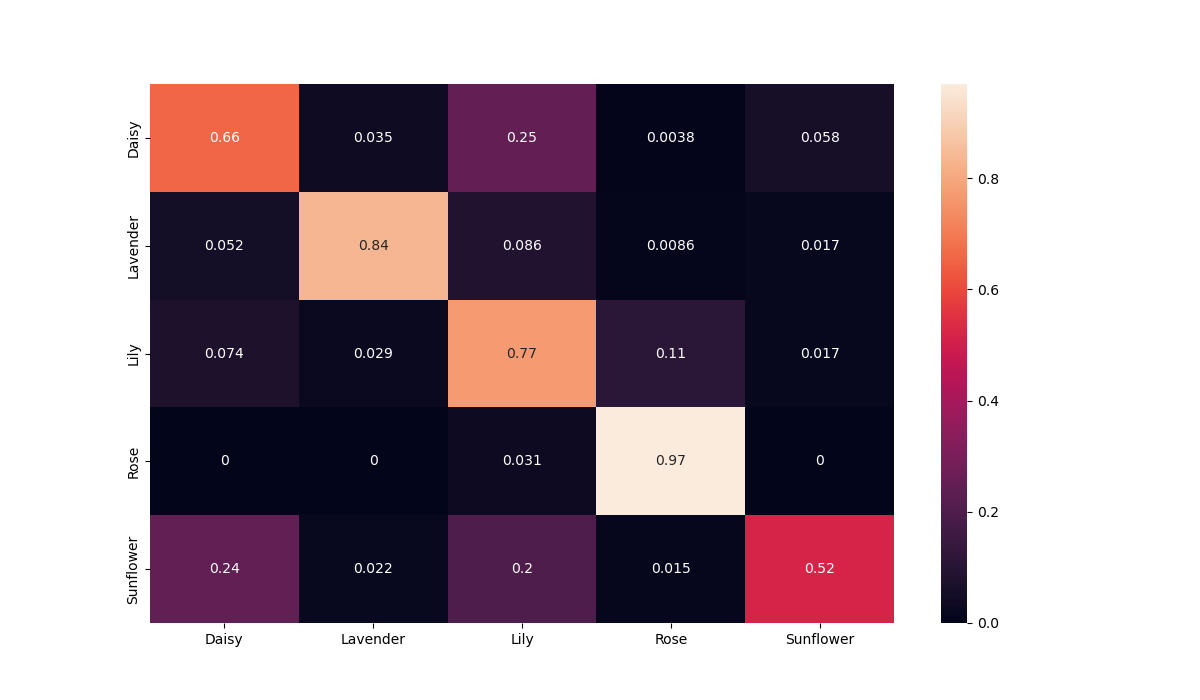 Daisy 0.66 0.035 0.25 0.0038 0.058
0.8
Lavender 0.052 0.84 0.086 0.0086 0.017
0.6
Lily 0.074 0.029 0.77 0.11 0.017
0.4
Rose 0 0 0.031 0.97 0
0.2
Sunflower 0.24 0.022 0.2 0.015 0.52
0.0
Daisy Lavender Lily Rose Sunflower